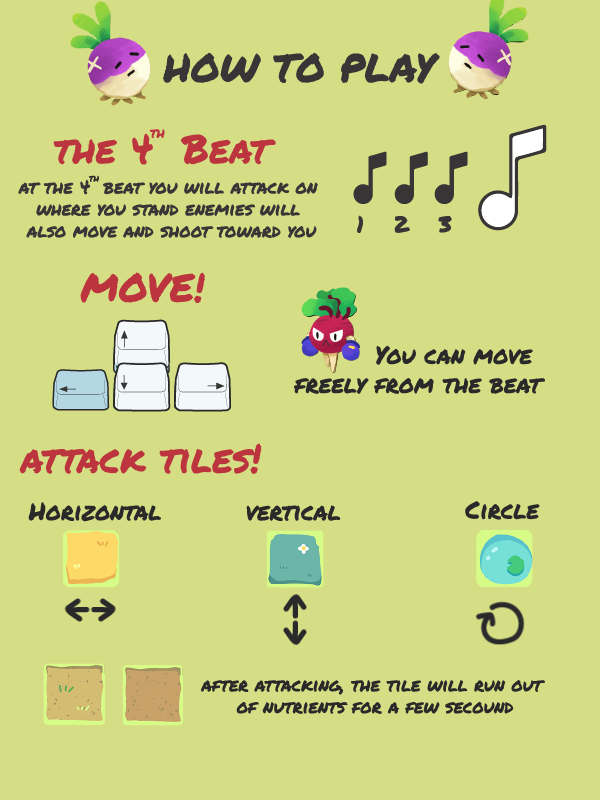 HOW TO PLAY
THE 4TH BEAT
AT THE 4TH BEAT YOU WILL ATTACK ON
WHERE YOU STAND ENEMIES WILL
ALSO MOVE AND SHOOT TOWARD YOU
1 2 3
MOVE!
YOU CAN MOVE
FREELY FROM THE BEAT
ATTACK TILES!
HORIZONTAL
VERTICAL
CIRCLE
AFTER ATTACKING, THE TILE WILL RUN OUT
OF NUTRIENTS FOR A FEW SECOUND